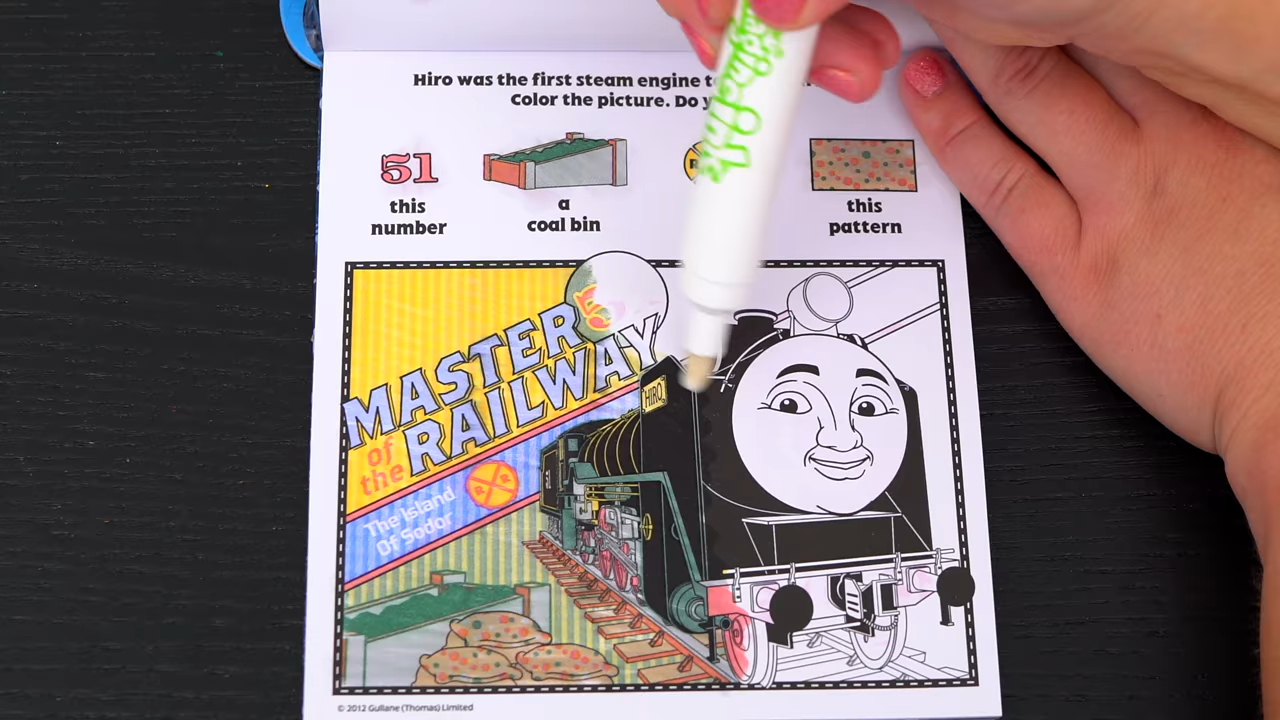 Hiro was the first steam engine
Color the picture. Do
51
this
number
a
coal bin
this
pattern
MASTER
of
the
RAILWAY
HIRO
R R
The Island
Of Sodor
© 2012 Gullane (Thomas) Limited